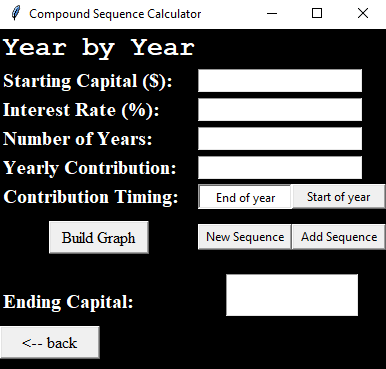 Compound Sequence Calculator
Year by Year
Starting Capital ($):
Interest Rate (%):
Number of Years:
Yearly Contribution:
Contribution Timing: End of year Start of year
Build Graph New Sequence Add Sequence
Ending Capital:
<-- back